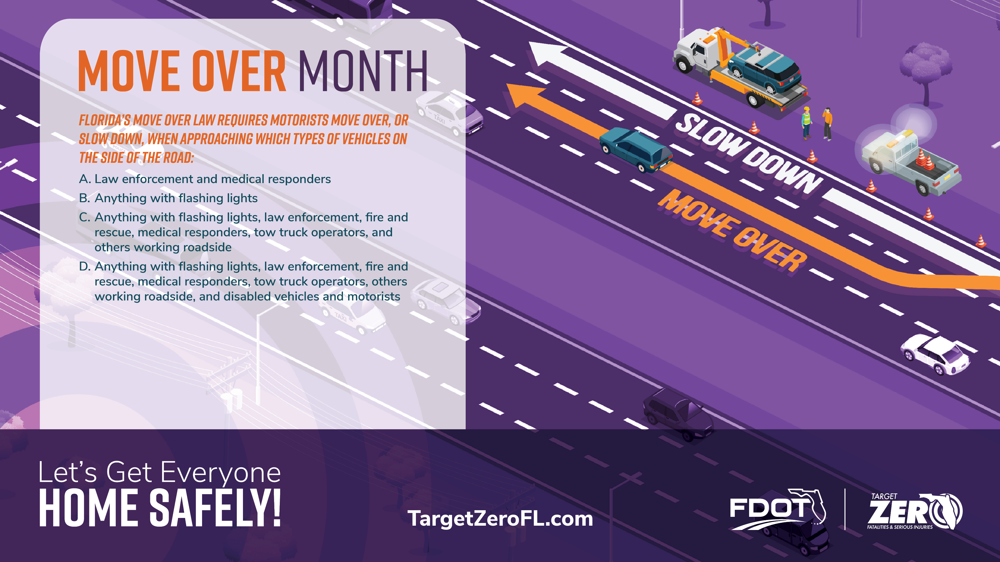 MOVE OVER MONTH
FLORIDA'S MOVE OVER LAW REQUIRES MOTORISTS MOVE OVER, OR
SLOW DOWN, WHEN APPROACHING WHICH TYPES OF VEHICLES ON
THE SIDE OF THE ROAD:
A. Law enforcement and medical responders
B. Anything with flashing lights
C. Anything with flashing lights, law enforcement, fire and
rescue, medical responders, tow truck operators, and
others working roadside
D. Anything with flashing lights, law enforcement, fire and
rescue, medical responders, tow truck operators, others
working roadside, and disabled vehicles and motorists
SLOW DOWN
MOVE OVER
TAXI
TAXI
POLICE
TAXI
Let's Get Everyone
HOME SAFELY!
TargetZeroFL.com
FDOT
TARGET
ZERO
FATALITIES & SERIOUS INJURIES